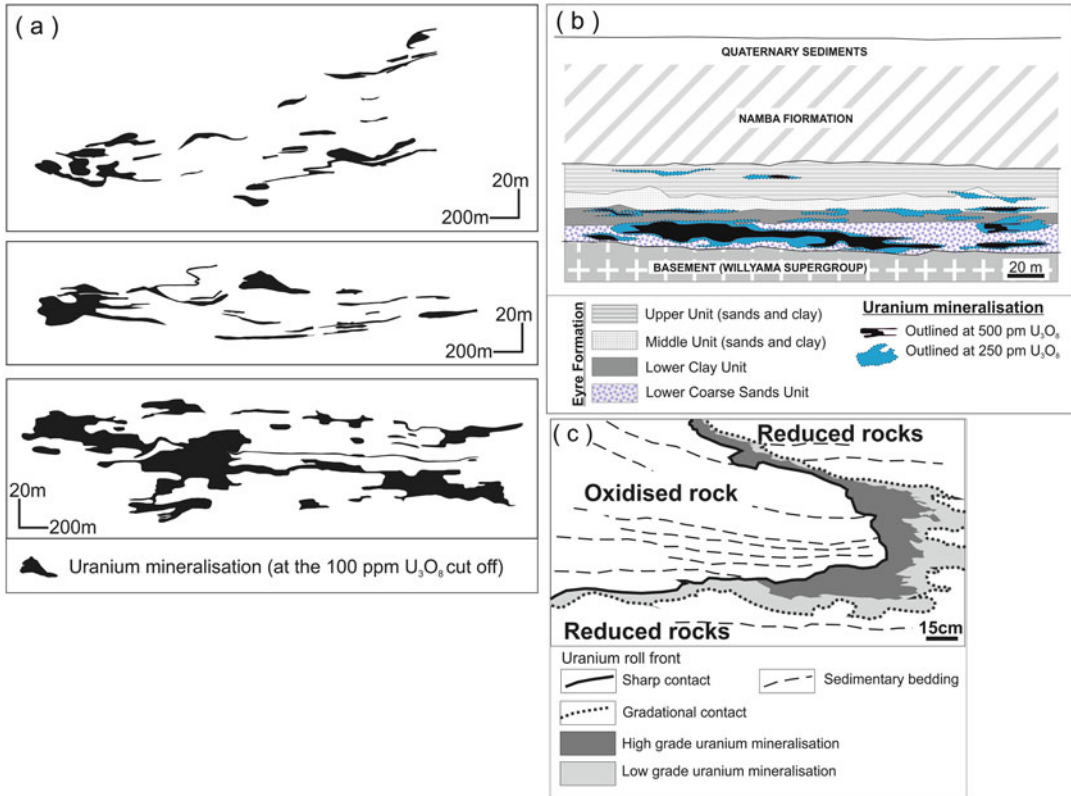 ( a )
20m
200m
20m
200m
20m
200m
Uranium mineralisation (at the 100 ppm U₃O₈ cut off)
( b )
QUATERNARY SEDIMENTS
NAMBA FIORMATION
BASEMENT (WILLYAMA SUPERGROUP)
20 m
Eyre Formation
Upper Unit (sands and clay)
Middle Unit (sands and clay)
Lower Clay Unit
Lower Coarse Sands Unit
Uranium mineralisation
Outlined at 500 pm U₃O₈
Outlined at 250 pm U₃O₈
( c )
Reduced rocks
Oxidised rock
Reduced rocks
15cm
Uranium roll front
Sharp contact
Sedimentary bedding
Gradational contact
High grade uranium mineralisation
Low grade uranium mineralisation